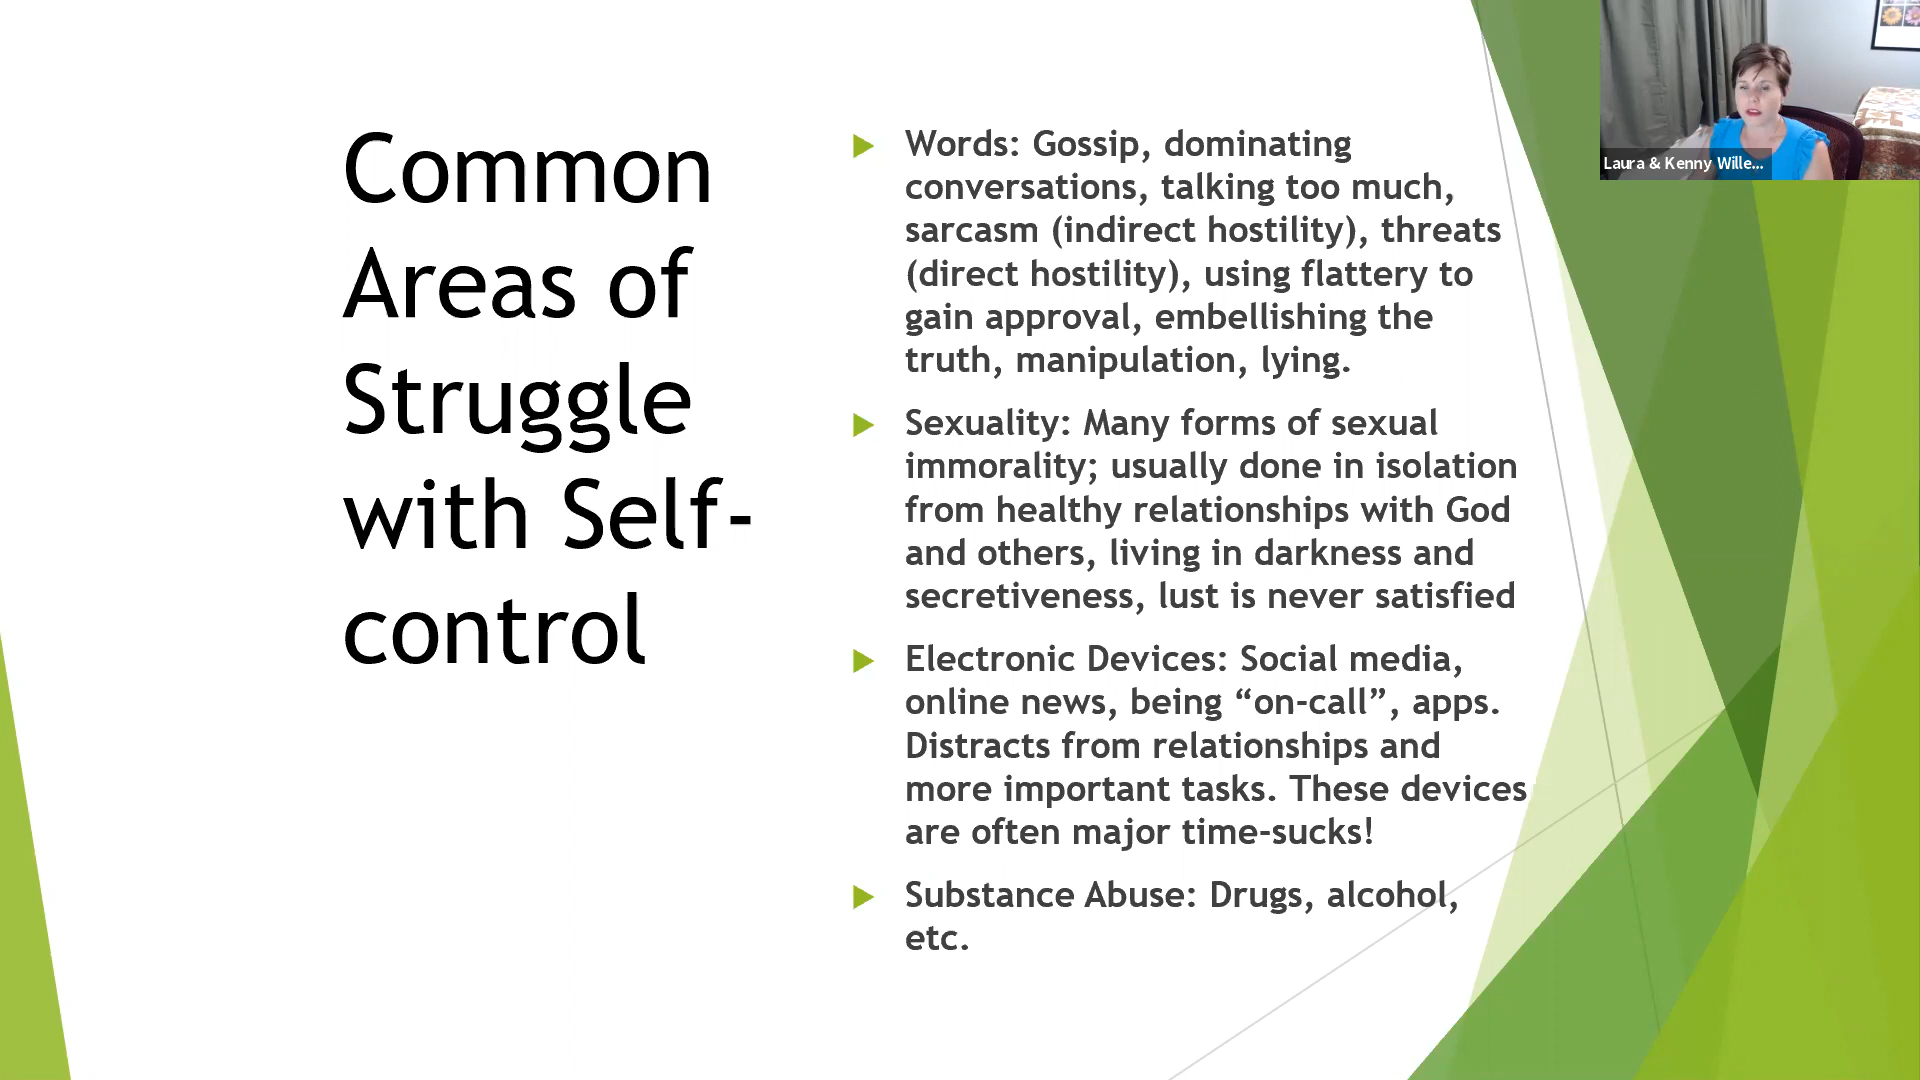 Common
Areas of
Struggle
with Self-
control
Words: Gossip, dominating
conversations, talking too much,
sarcasm (indirect hostility), threats
(direct hostility), using flattery to
gain approval, embellishing the
truth, manipulation, lying.
Sexuality: Many forms of sexual
immorality; usually done in isolation
from healthy relationships with God
and others, living in darkness and
secretiveness, lust is never satisfied
Electronic Devices: Social media,
online news, being “on-call”, apps.
Distracts from relationships and
more important tasks. These devices
are often major time-sucks!
Substance Abuse: Drugs, alcohol,
etc.
Laura & Kenny Wille...